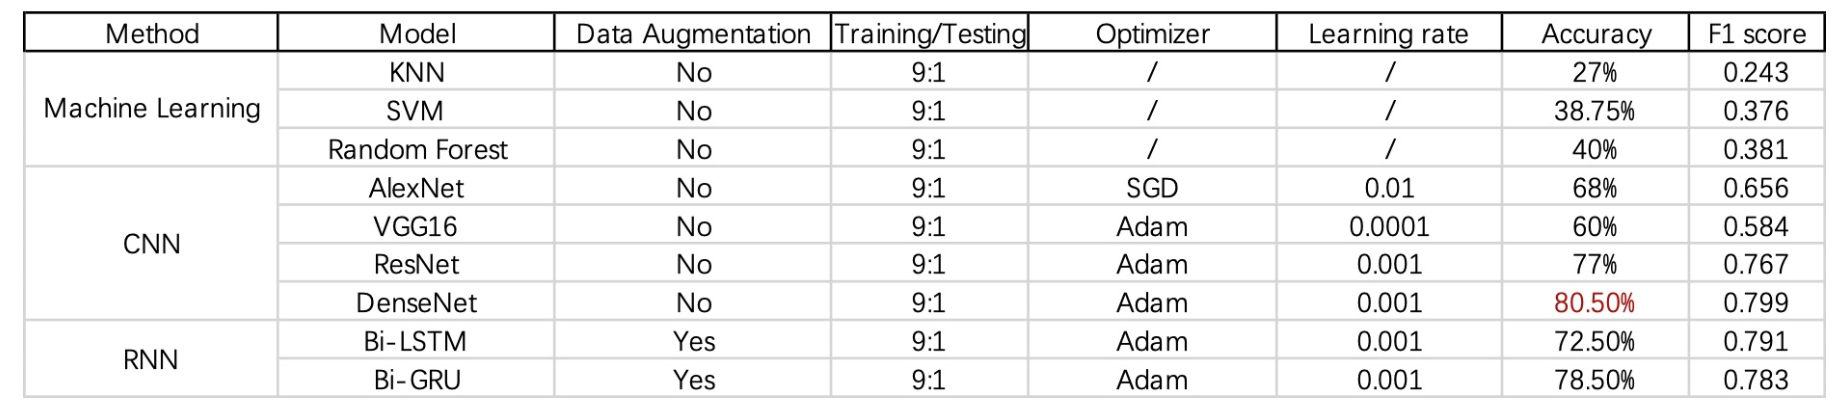 Method Model Data Augmentation Training/Testing Optimizer Learning rate Accuracy F1 score
Machine Learning KNN No 9:1 / / 27% 0.243
SVM No 9:1 / / 38.75% 0.376
Random Forest No 9:1 / / 40% 0.381
CNN AlexNet No 9:1 SGD 0.01 68% 0.656
VGG16 No 9:1 Adam 0.0001 60% 0.584
ResNet No 9:1 Adam 0.001 77% 0.767
DenseNet No 9:1 Adam 0.001 80.50% 0.799
RNN Bi-LSTM Yes 9:1 Adam 0.001 72.50% 0.791
Bi-GRU Yes 9:1 Adam 0.001 78.50% 0.783